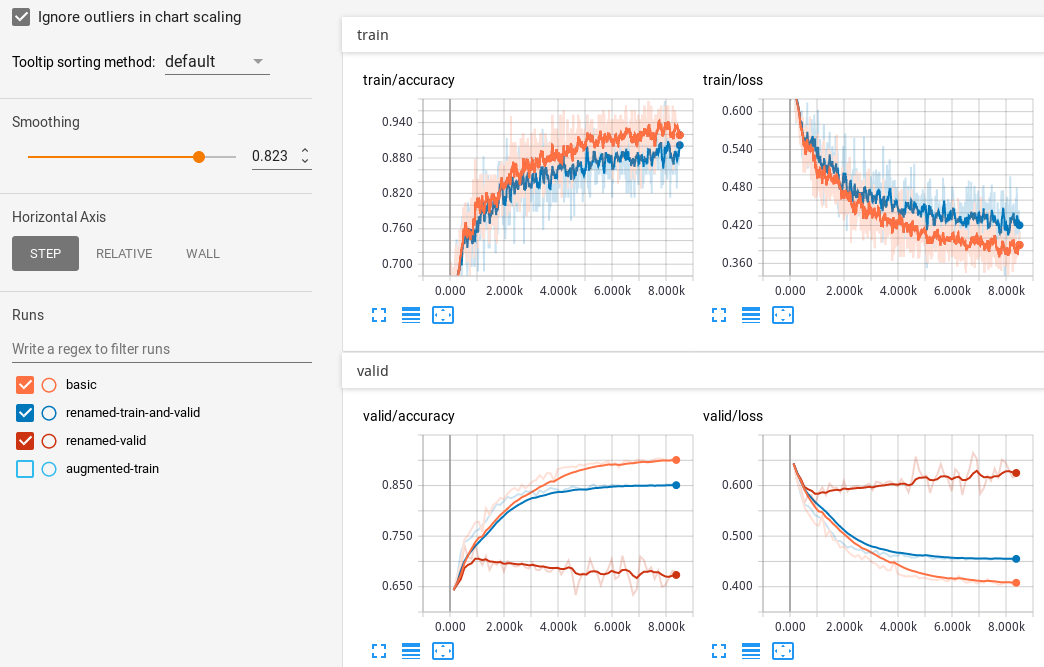 Ignore outliers in chart scaling
Tooltip sorting method: default
Smoothing
0.823
Horizontal Axis
STEP RELATIVE WALL
Runs
Write a regex to filter runs
basic
renamed-train-and-valid
renamed-valid
augmented-train
train
train/accuracy
0.940
0.880
0.820
0.760
0.700
0.000 2.000k 4.000k 6.000k 8.000k
train/loss
0.600
0.540
0.480
0.420
0.360
0.000 2.000k 4.000k 6.000k 8.000k
valid
valid/accuracy
0.850
0.750
0.650
0.000 2.000k 4.000k 6.000k 8.000k
valid/loss
0.600
0.500
0.400
0.000 2.000k 4.000k 6.000k 8.000k